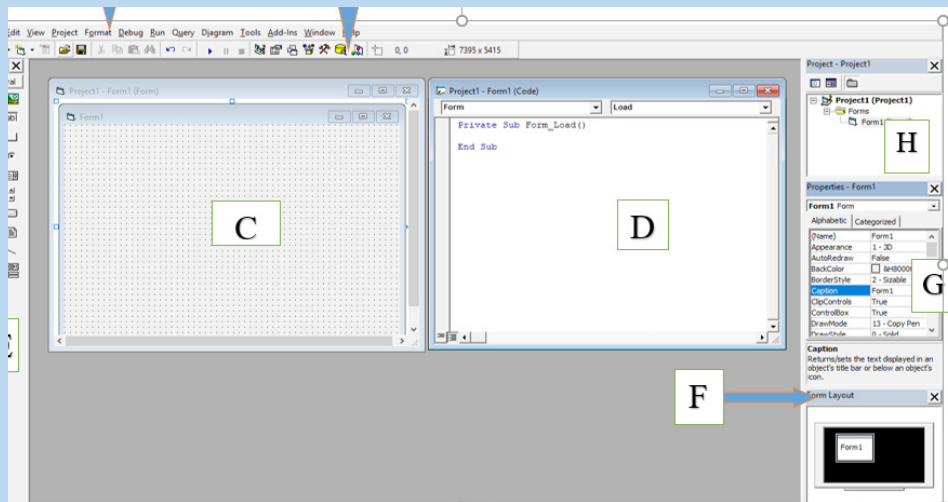 Edit View Project Format Debug Run Query Diagram Tools Add-Ins Window Help
0, 0 7395 x 5415
Project - Project1
Project1 (Project1)
Forms
Form1
H
Project1 - Form1 (Form)
Form1
C
Project1 - Form1 (Code)
Form Load
Private Sub Form_Load()
End Sub
D
Properties - Form1
Form1 Form
Alphabetic Categorized
(Name) Form1
Appearance 1 - 3D
AutoRedraw False
BackColor
BorderStyle 2 - Sizable
Caption Form1
ClipControls True
ControlBox True
DrawMode 13 - Copy Pen
DrawStyle 0 - Solid
G
Caption
Returns/sets the text displayed in
an object's title bar or below an object's
icon.
E
F
Form Layout
Form1